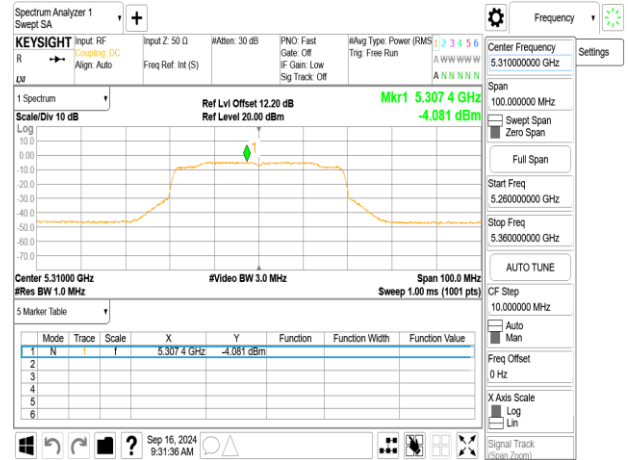 Spectrum Analyzer 1
Swept SA
KEYSIGHT
R
Input: RF
Coupling: DC
Align: Auto
Input Z: 50 Ω
Freq Ref: Int (S)
#Atten: 30 dB
PNO: Fast
Gate: Off
IF Gain: Low
Sig Track: Off
#Avg Type: Power (RMS
Trig: Free Run
1 2 3 4 5 6
A W W W W W
A N N N N N
1 Spectrum
Scale/Div 10 dB
Log
Ref Lvl Offset 12.20 dB
Ref Level 20.00 dBm
Mkr1 5.307 4 GHz
-4.081 dBm
10.0
0.00
-10.0
-20.0
-30.0
-40.0
-50.0
-60.0
-70.0
1
Center 5.31000 GHz
#Res BW 1.0 MHz
#Video BW 3.0 MHz
Span 100.0 MHz
Sweep 1.00 ms (1001 pts)
5 Marker Table
Mode Trace Scale X Y Function Function Width Function Value
1 N 1 f 5.307 4 GHz -4.081 dBm
2
3
4
5
6
Sep 16, 2024
9:31:36 AM
?
Frequency
Settings
Center Frequency
5.310000000 GHz
Span
100.000000 MHz
Swept Span
Zero Span
Full Span
Start Freq
5.260000000 GHz
Stop Freq
5.360000000 GHz
AUTO TUNE
CF Step
10.000000 MHz
Auto
Man
Freq Offset
0 Hz
X Axis Scale
Log
Lin
Signal Track
(Span Zoom)